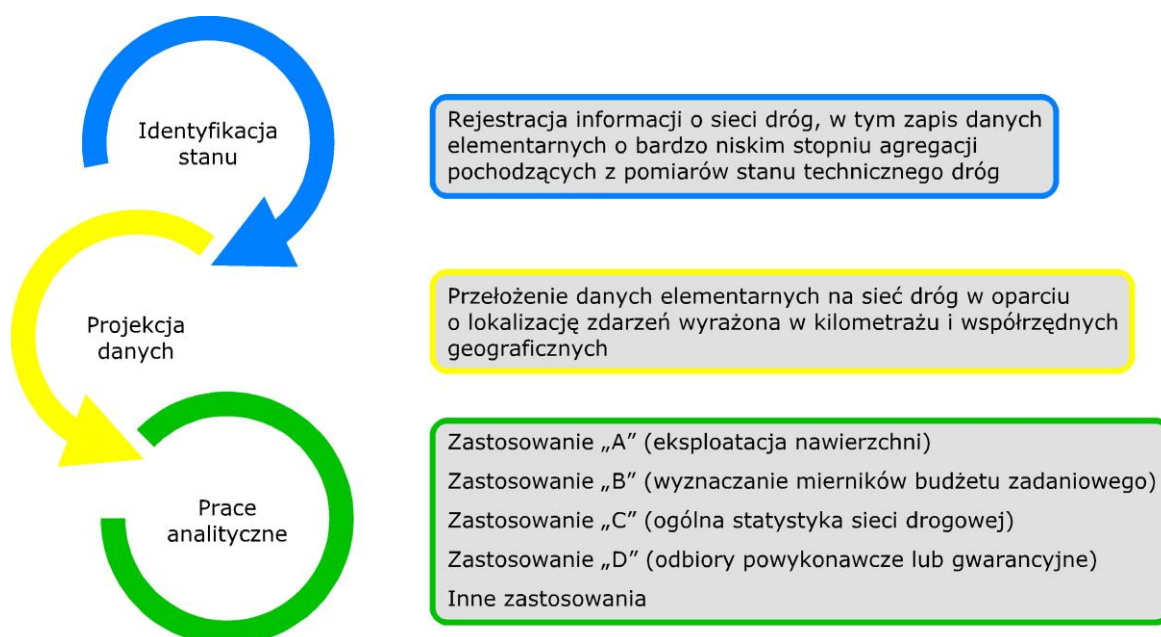 Identyfikacja
stanu
Rejestracja informacji o sieci dróg, w tym zapis danych
elementarnych o bardzo niskim stopniu agregacji
pochodzących z pomiarów stanu technicznego dróg
Projekcja
danych
Przełożenie danych elementarnych na sieć dróg w oparciu
o lokalizację zdarzeń wyrażona w kilometrażu i współrzędnych
geograficznych
Prace
analityczne
Zastosowanie „A” (eksploatacja nawierzchni)
Zastosowanie „B” (wyznaczanie mierników budżetu zadaniowego)
Zastosowanie „C” (ogólna statystyka sieci drogowej)
Zastosowanie „D” (odbiory powykonawcze lub gwarancyjne)
Inne zastosowania